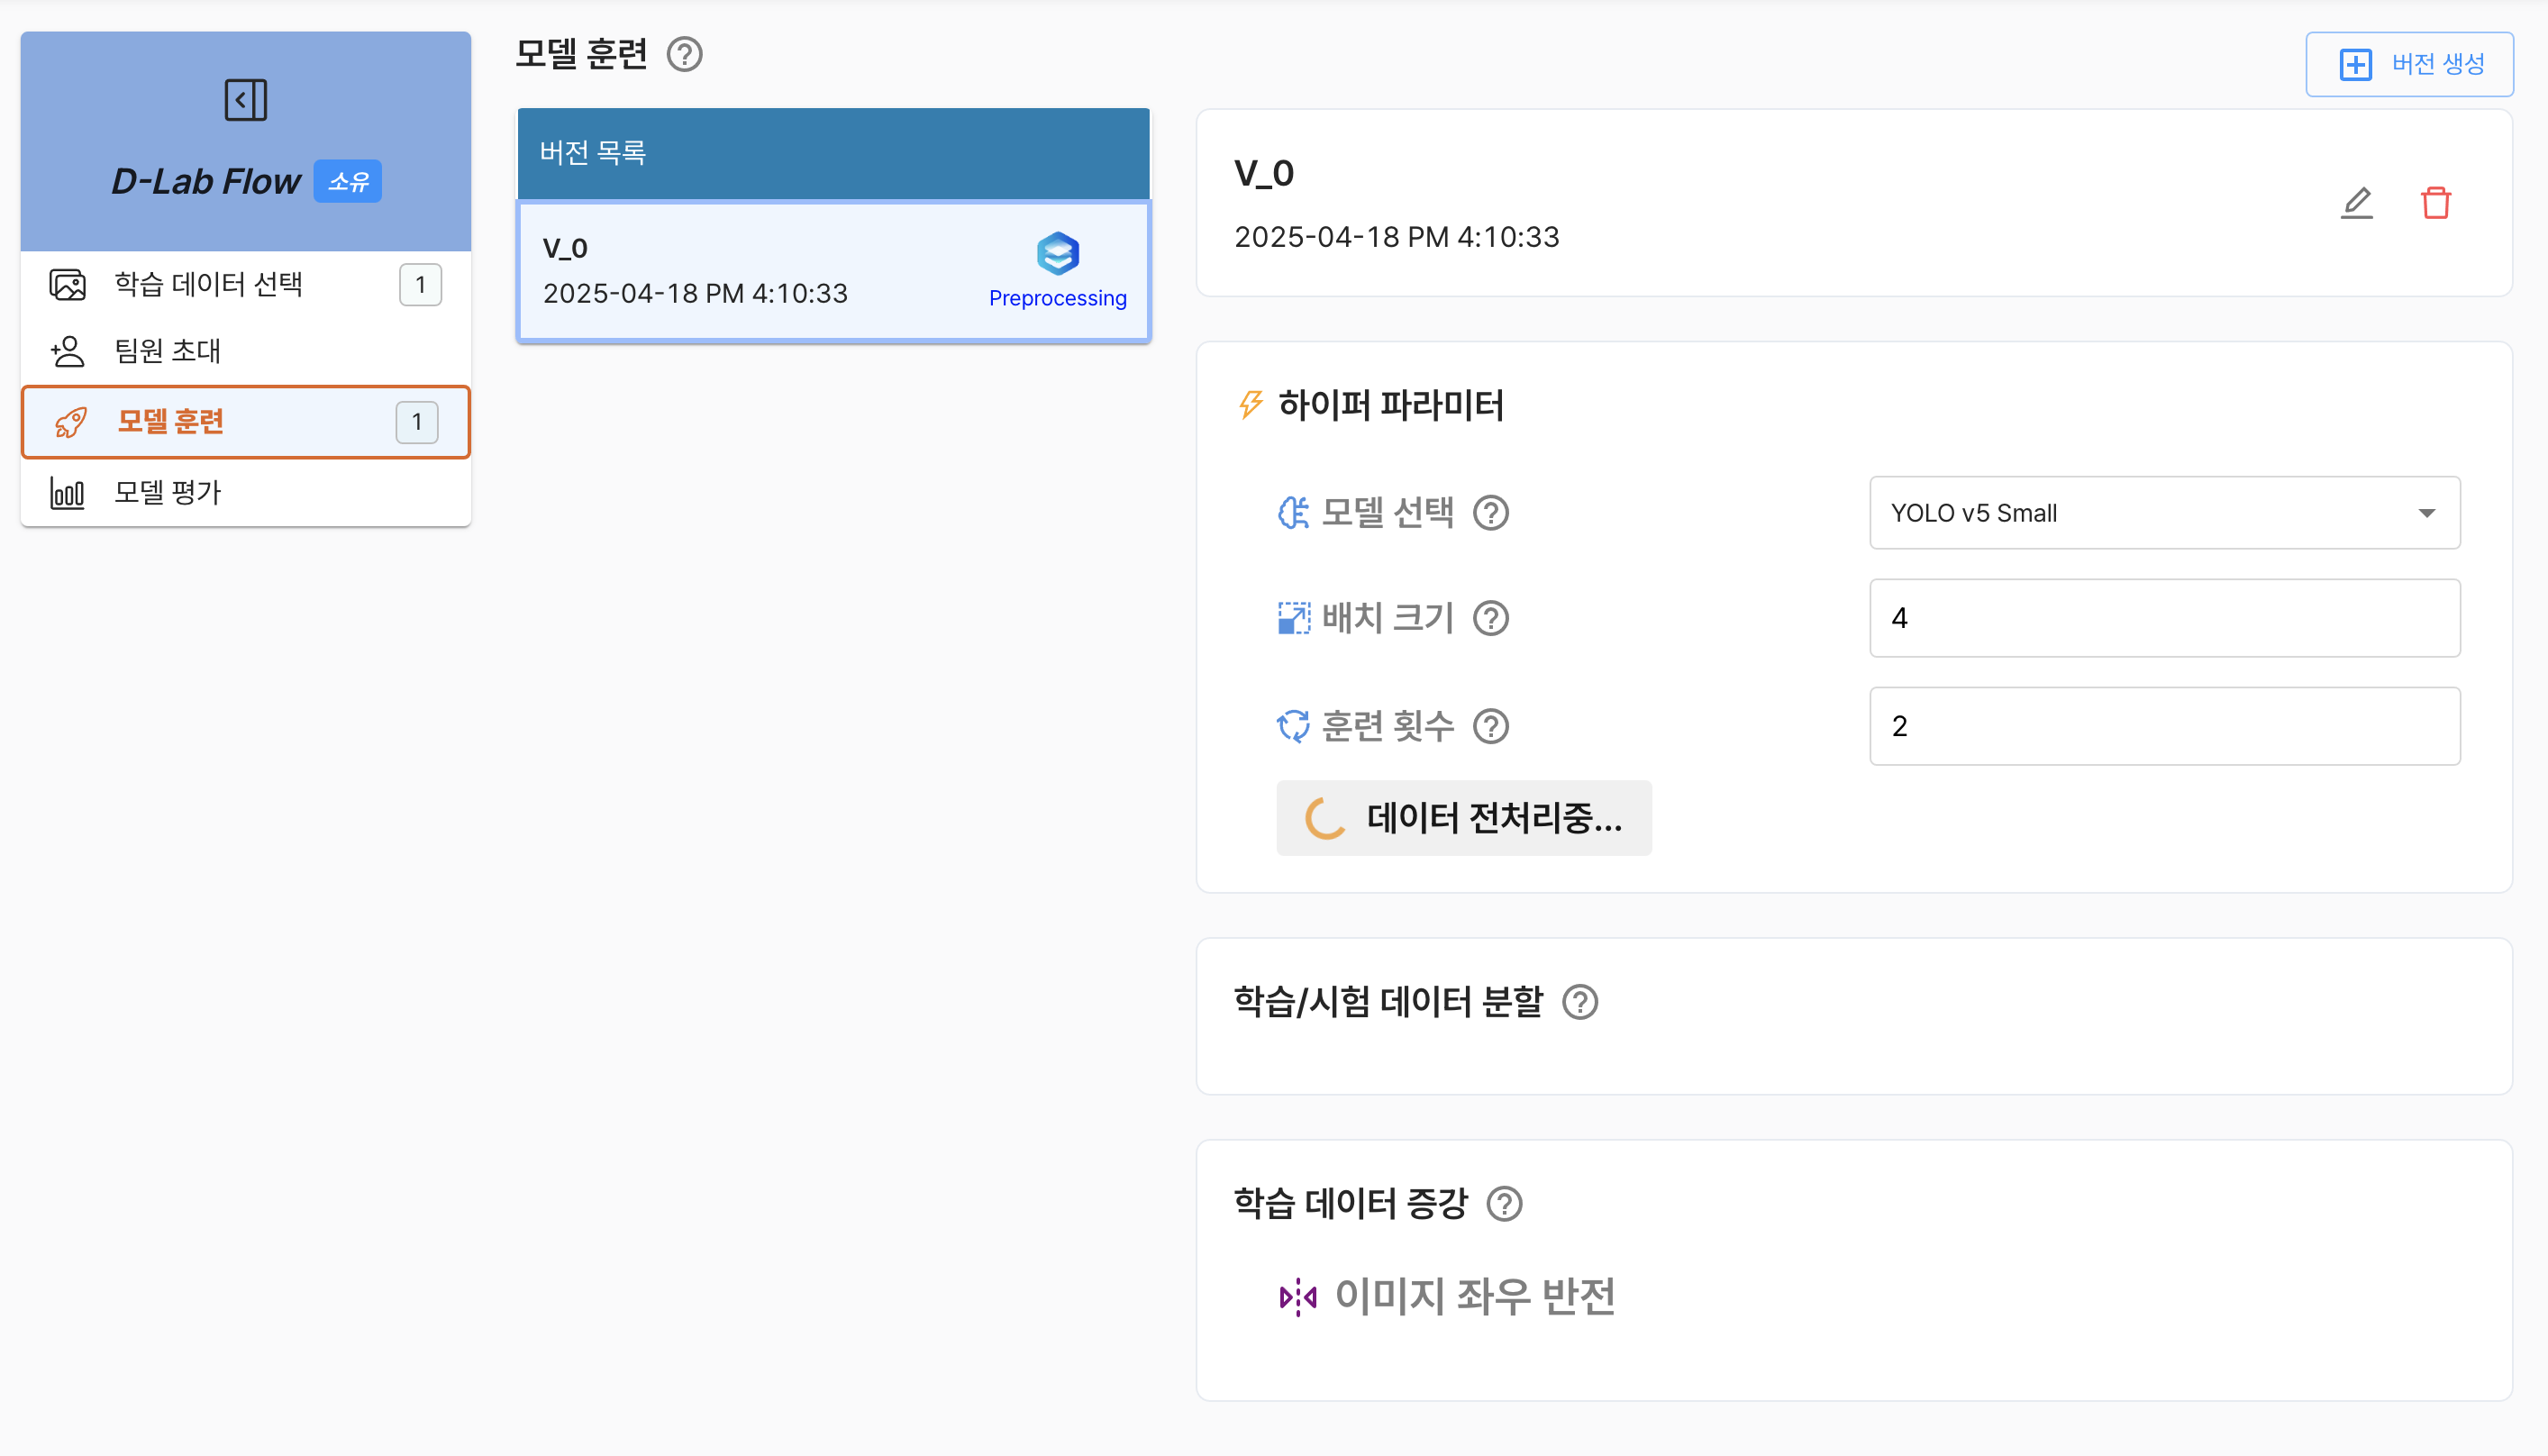 D-Lab Flow 소유
학습 데이터 선택 1
팀원 초대
모델 훈련 1
모델 평가
모델 훈련
버전 생성
버전 목록
V_0
2025-04-18 PM 4:10:33
Preprocessing
V_0
2025-04-18 PM 4:10:33
하이퍼 파라미터
모델 선택
YOLO v5 Small
배치 크기
4
훈련 횟수
2
데이터 전처리중...
학습/시험 데이터 분할
학습 데이터 증강
이미지 좌우 반전